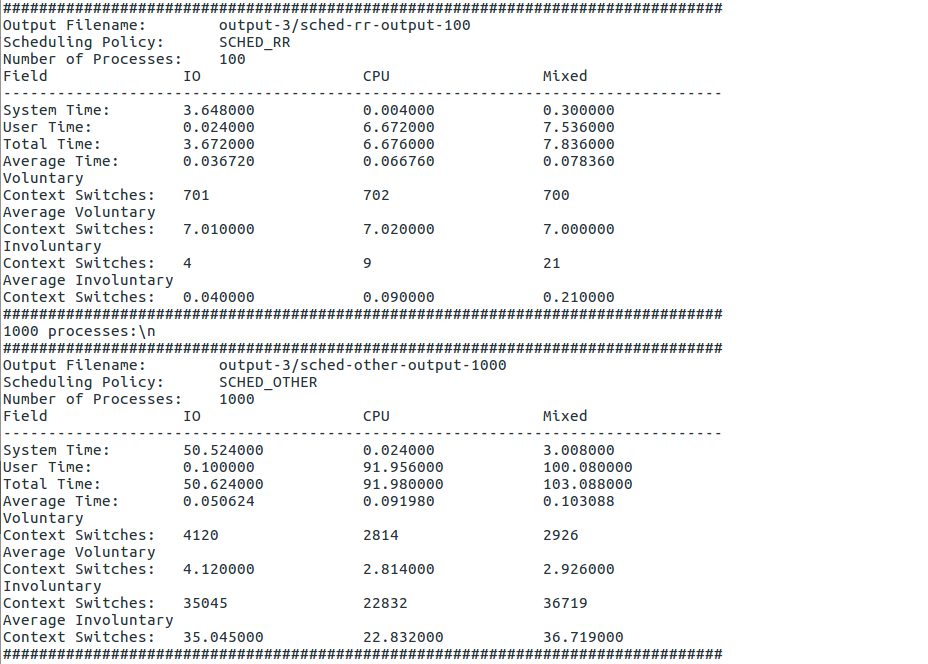 ################################################################################
Output Filename:        output-3/sched-rr-output-100
Scheduling Policy:      SCHED_RR
Number of Processes:    100
Field               IO                  CPU                 Mixed
--------------------------------------------------------------------------------
System Time:        3.648000            0.004000            0.300000
User Time:          0.024000            6.672000            7.536000
Total Time:         3.672000            6.676000            7.836000
Average Time:       0.036720            0.066760            0.078360
Voluntary
Context Switches:   701                 702                 700
Average Voluntary
Context Switches:   7.010000            7.020000            7.000000
Involuntary
Context Switches:   4                   9                   21
Average Involuntary
Context Switches:   0.040000            0.090000            0.210000
################################################################################
1000 processes:\n
################################################################################
Output Filename:        output-3/sched-other-output-1000
Scheduling Policy:      SCHED_OTHER
Number of Processes:    1000
Field               IO                  CPU                 Mixed
--------------------------------------------------------------------------------
System Time:        50.524000           0.024000            3.008000
User Time:          0.100000            91.956000           100.080000
Total Time:         50.624000           91.980000           103.088000
Average Time:       0.050624            0.091980            0.103088
Voluntary
Context Switches:   4120                2814                2926
Average Voluntary
Context Switches:   4.120000            2.814000            2.926000
Involuntary
Context Switches:   35045               22832               36719
Average Involuntary
Context Switches:   35.045000           22.832000           36.719000
################################################################################